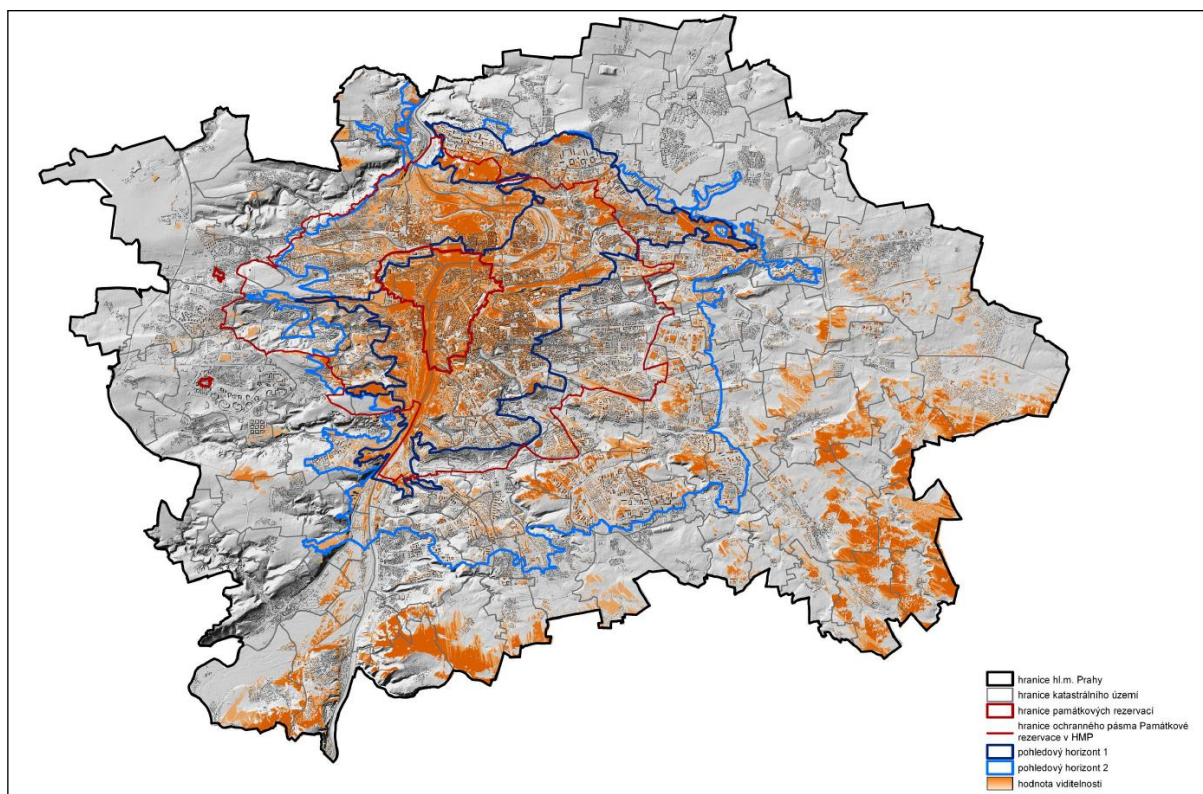 hranice hl.m. Prahy
hranice katastrálního území
hranice památkových rezervací
hranice ochranného pásma Památkové
rezervace v HMP
pohledový horizont 1
pohledový horizont 2
hodnota viditelnosti